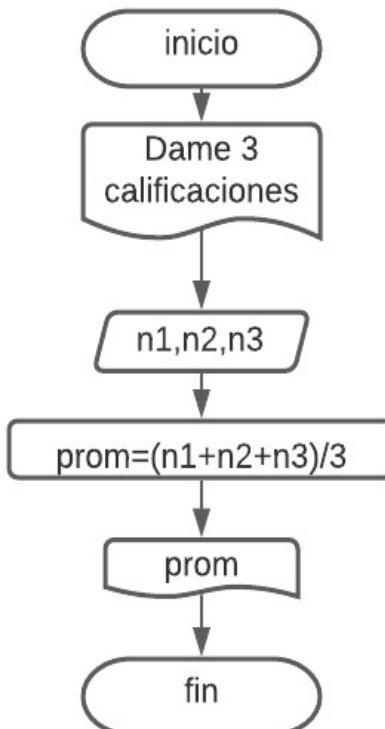 inicio
Dame 3
calificaciones
n1,n2,n3
prom=(n1+n2+n3)/3
prom
fin